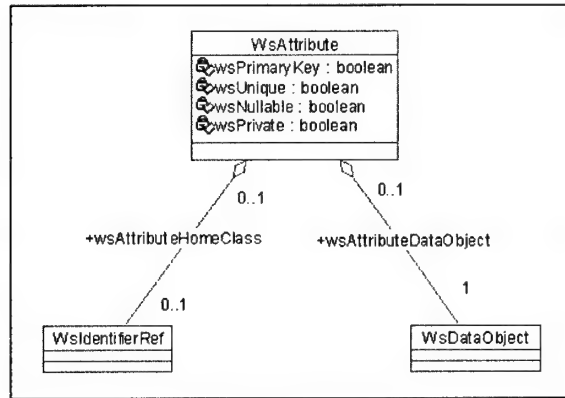 WsAttribute
wsPrimaryKey : boolean
wsUnique : boolean
wsNullable : boolean
wsPrivate : boolean
0..1
0..1
+wsAttributeHomeClass
+wsAttributeDataObject
0..1
1
WsIdentifierRef
WsDataObject